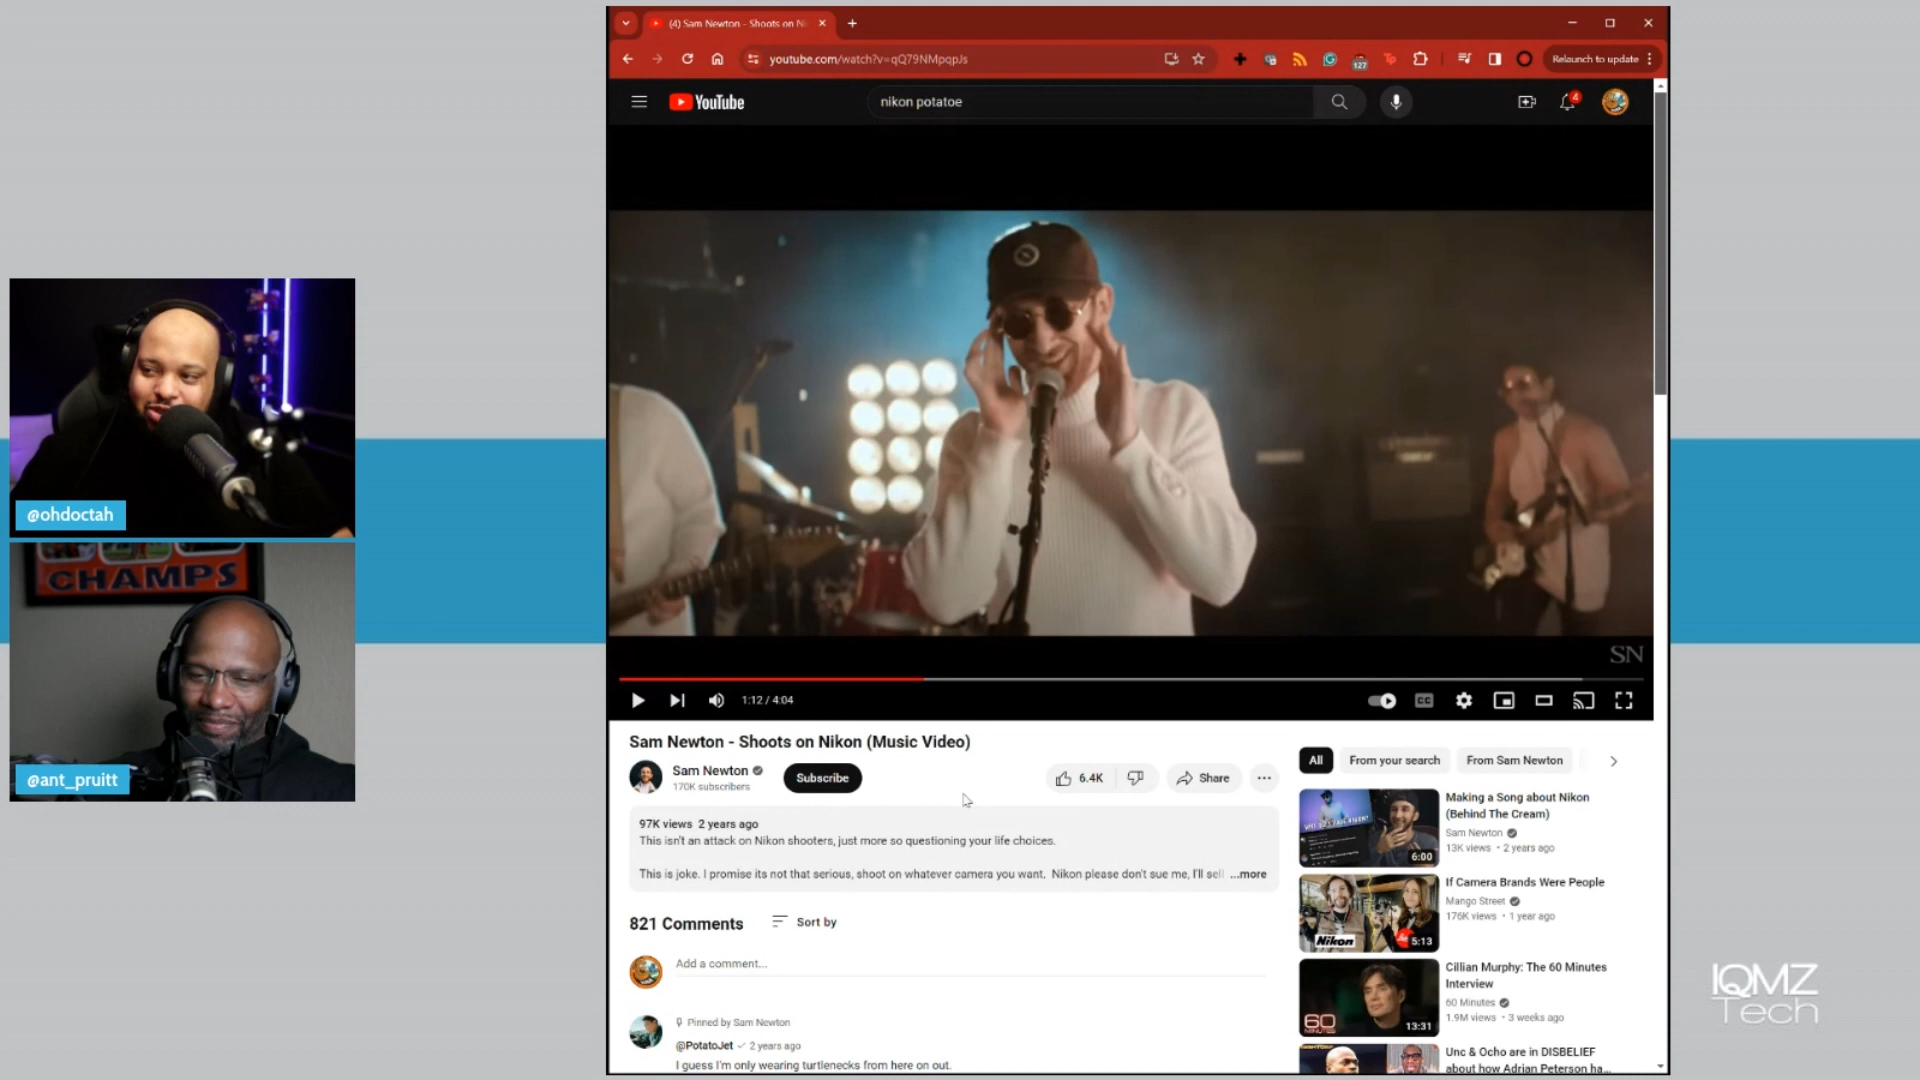 (4) Sam Newton - Shoots on Ni
youtube.com/watch?v=qQ79NMpqpJs
127
Tp
Relaunch to update
YouTube
nikon potatoe
4
SN
1:12 / 4:04
CC
@ohdoctah
CHAMPS
@ant_pruitt
Sam Newton - Shoots on Nikon (Music Video)
Sam Newton
170K subscribers
Subscribe
6.4K
Share
97K views 2 years ago
This isn't an attack on Nikon shooters, just more so questioning your life choices.
This is joke. I promise its not that serious, shoot on whatever camera you want. Nikon please don't sue me, I'll sell ...more
821 Comments
Sort by
Add a comment...
Pinned by Sam Newton
@PotatoJet 2 years ago
I guess I'm only wearing turtlenecks from here on out.
All
From your search
From Sam Newton
Making a Song about Nikon
(Behind The Cream)
Sam Newton
13K views • 2 years ago
6:00
If Camera Brands Were People
Mango Street
176K views • 1 year ago
Nikon
5:13
Cillian Murphy: The 60 Minutes
Interview
60 Minutes
1.9M views • 3 weeks ago
60
MINUTES
13:31
Unc & Ocho are in DISBELIEF
about how Adrian Peterson ha...
IQMZ
Tech